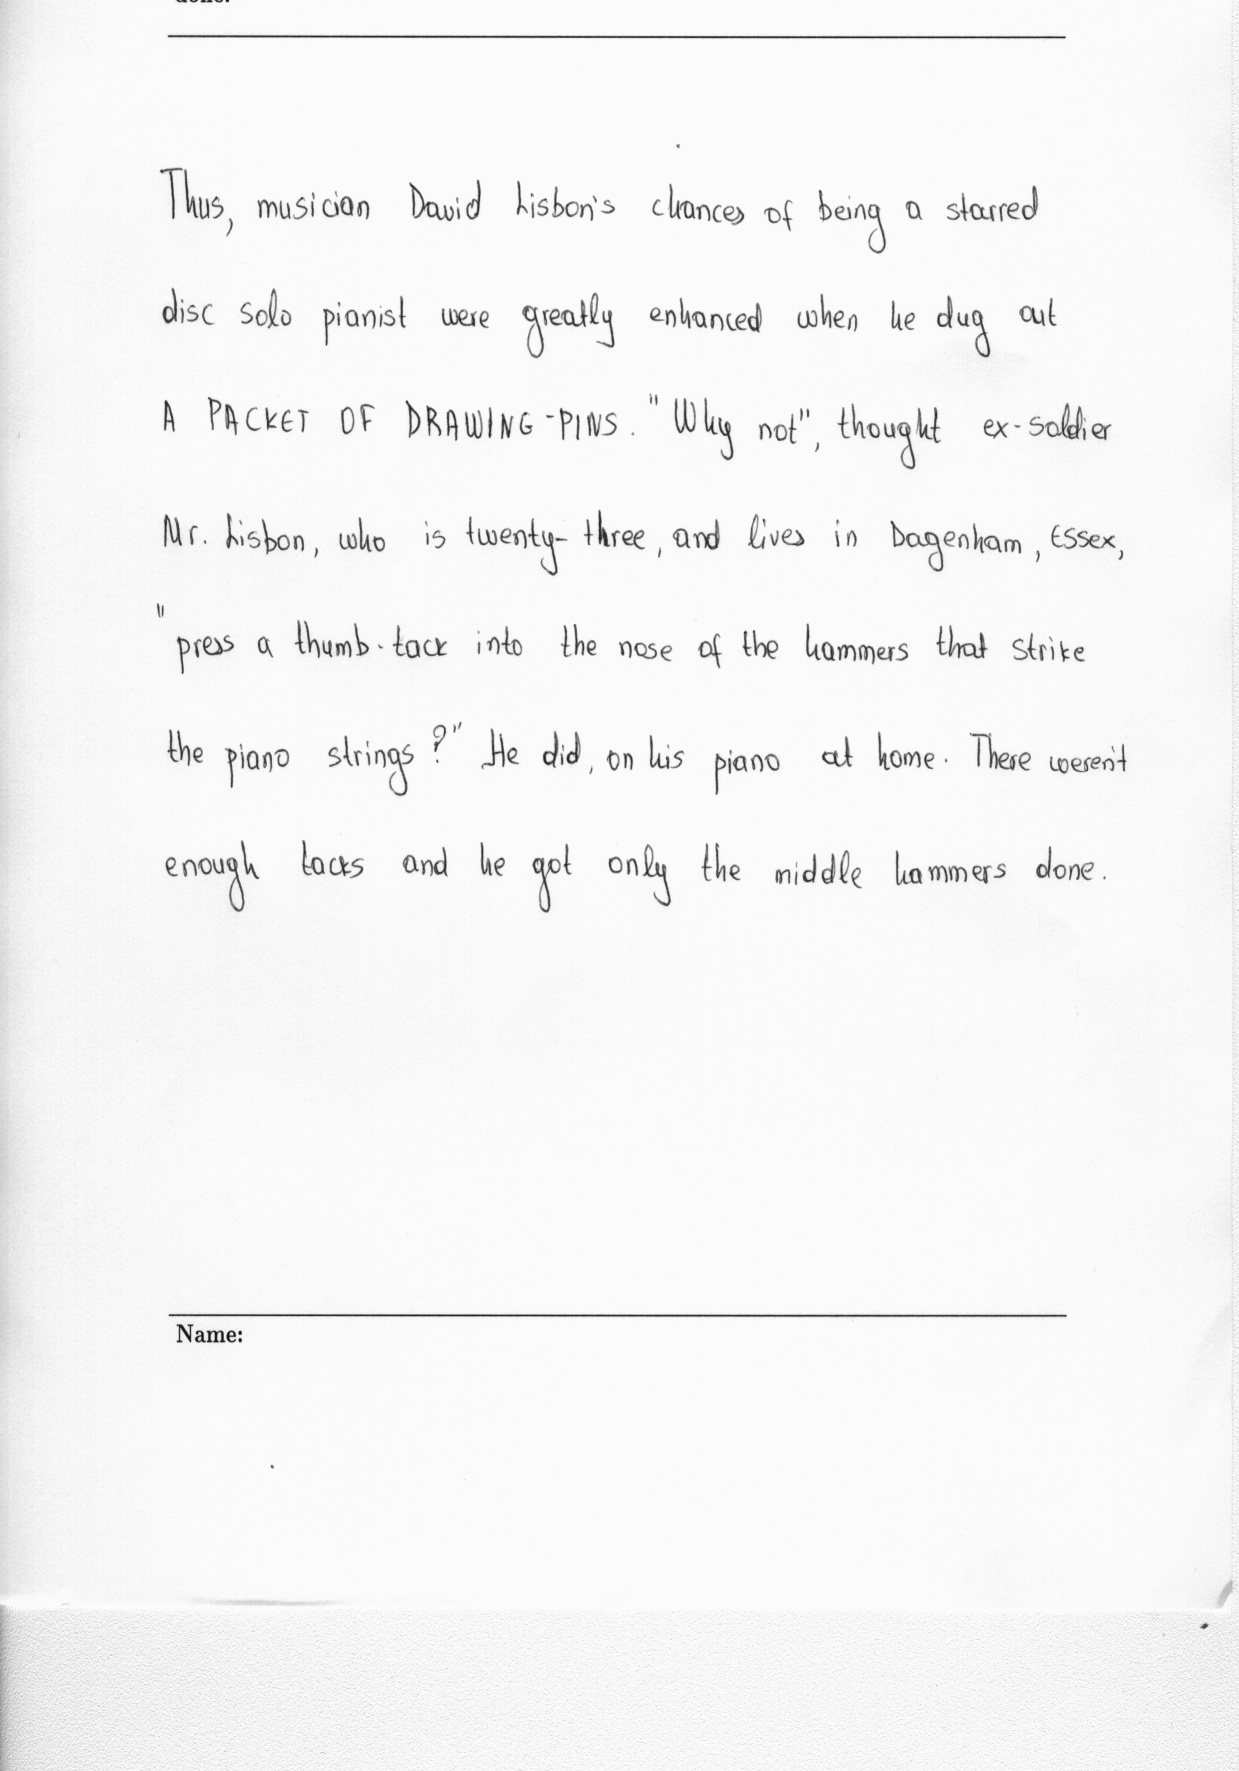 done.
Thus, musician David Lisbon's chances of being a starred
disc solo pianist were greatly enhanced when he dug out
A PACKET OF DRAWING-PINS. "Why not", thought ex-soldier
Mr. Lisbon, who is twenty-three, and lives in Dagenham, Essex,
"press a thumb-tack into the nose of the hammers that strike
the piano strings?" He did, on his piano at home. There weren't
enough tacks and he got only the middle hammers done.
Name: